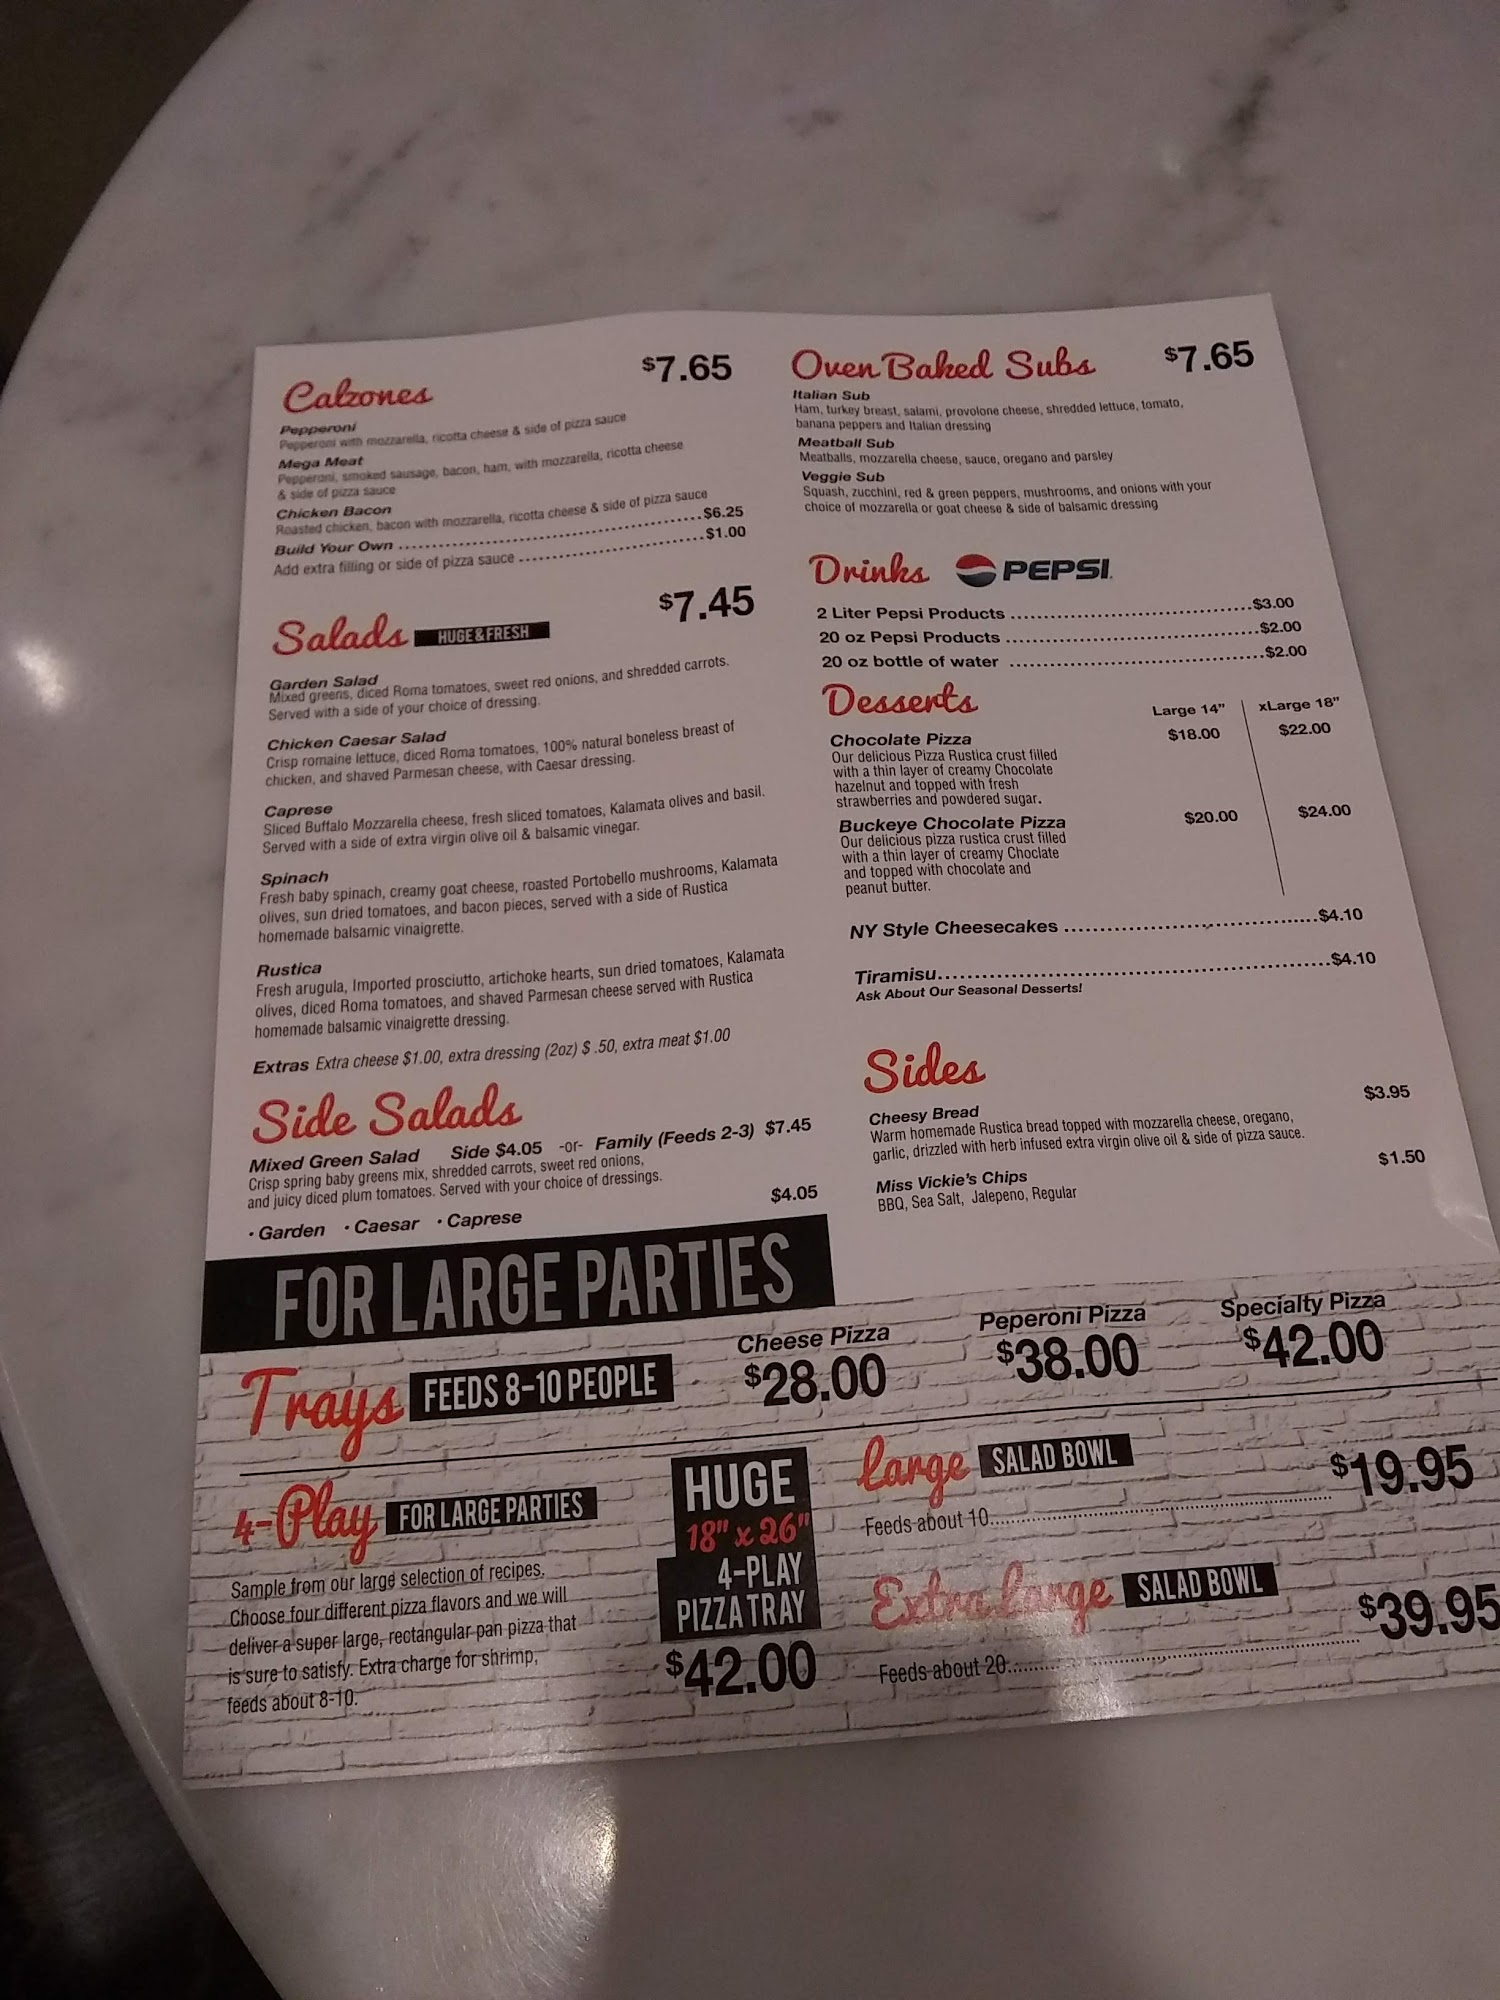 Calzones $7.65
Pepperoni
Pepperoni with mozzarella, ricotta cheese & side of pizza sauce
Mega Meat
Pepperoni, smoked sausage, bacon, ham, with mozzarella, ricotta cheese
& side of pizza sauce
Chicken Bacon
Roasted chicken, bacon with mozzarella, ricotta cheese & side of pizza sauce
Build Your Own ........ $6.25
Add extra filling or side of pizza sauce ........ $1.00
Salads HUGE & FRESH $7.45
Garden Salad
Mixed greens, diced Roma tomatoes, sweet red onions, and shredded carrots.
Served with a side of your choice of dressing.
Chicken Caesar Salad
Crisp romaine lettuce, diced Roma tomatoes, 100% natural boneless breast of
chicken, and shaved Parmesan cheese, with Caesar dressing.
Caprese
Sliced Buffalo Mozzarella cheese, fresh sliced tomatoes, Kalamata olives and basil.
Served with a side of extra virgin olive oil & balsamic vinegar.
Spinach
Fresh baby spinach, creamy goat cheese, roasted Portobello mushrooms, Kalamata
olives, sun dried tomatoes, and bacon pieces, served with a side of Rustica
homemade balsamic vinaigrette.
Rustica
Fresh arugula, Imported prosciutto, artichoke hearts, sun dried tomatoes, Kalamata
olives, diced Roma tomatoes, and shaved Parmesan cheese served with Rustica
homemade balsamic vinaigrette dressing.
Extras Extra cheese $1.00, extra dressing (2oz) $ .50, extra meat $1.00
Side Salads
Mixed Green Salad Side $4.05 -or- Family (Feeds 2-3) $7.45
Crisp spring baby greens mix, shredded carrots, sweet red onions,
and juicy diced plum tomatoes. Served with your choice of dressings.
• Garden • Caesar • Caprese $4.05
Oven Baked Subs $7.65
Italian Sub
Ham, turkey breast, salami, provolone cheese, shredded lettuce, tomato,
banana peppers and Italian dressing
Meatball Sub
Meatballs, mozzarella cheese, sauce, oregano and parsley
Veggie Sub
Squash, zucchini, red & green peppers, mushrooms, and onions with your
choice of mozzarella or goat cheese & side of balsamic dressing
Drinks PEPSI
2 Liter Pepsi Products ........ $3.00
20 oz Pepsi Products ........ $2.00
20 oz bottle of water ........ $2.00
Desserts Large 14" xLarge 18"
Chocolate Pizza $18.00 $22.00
Our delicious Pizza Rustica crust filled
with a thin layer of creamy Chocolate
hazelnut and topped with fresh
strawberries and powdered sugar.
Buckeye Chocolate Pizza $20.00 $24.00
Our delicious pizza rustica crust filled
with a thin layer of creamy Choclate
and topped with chocolate and
peanut butter.
NY Style Cheesecakes ........ $4.10
Tiramisu ........ $4.10
Ask About Our Seasonal Desserts!
Sides
Cheesy Bread $3.95
Warm homemade Rustica bread topped with mozzarella cheese, oregano,
garlic, drizzled with herb infused extra virgin olive oil & side of pizza sauce.
Miss Vickie's Chips $1.50
BBQ, Sea Salt, Jalepeno, Regular
FOR LARGE PARTIES
Trays FEEDS 8-10 PEOPLE
Cheese Pizza $28.00
Peperoni Pizza $38.00
Specialty Pizza $42.00
4-Play FOR LARGE PARTIES
Sample from our large selection of recipes.
Choose four different pizza flavors and we will
deliver a super large, rectangular pan pizza that
is sure to satisfy. Extra charge for shrimp,
feeds about 8-10.
HUGE
18" x 26"
4-PLAY
PIZZA TRAY
$42.00
Large SALAD BOWL
Feeds about 10 ........ $19.95
Extra Large SALAD BOWL
Feeds about 20 ........ $39.95